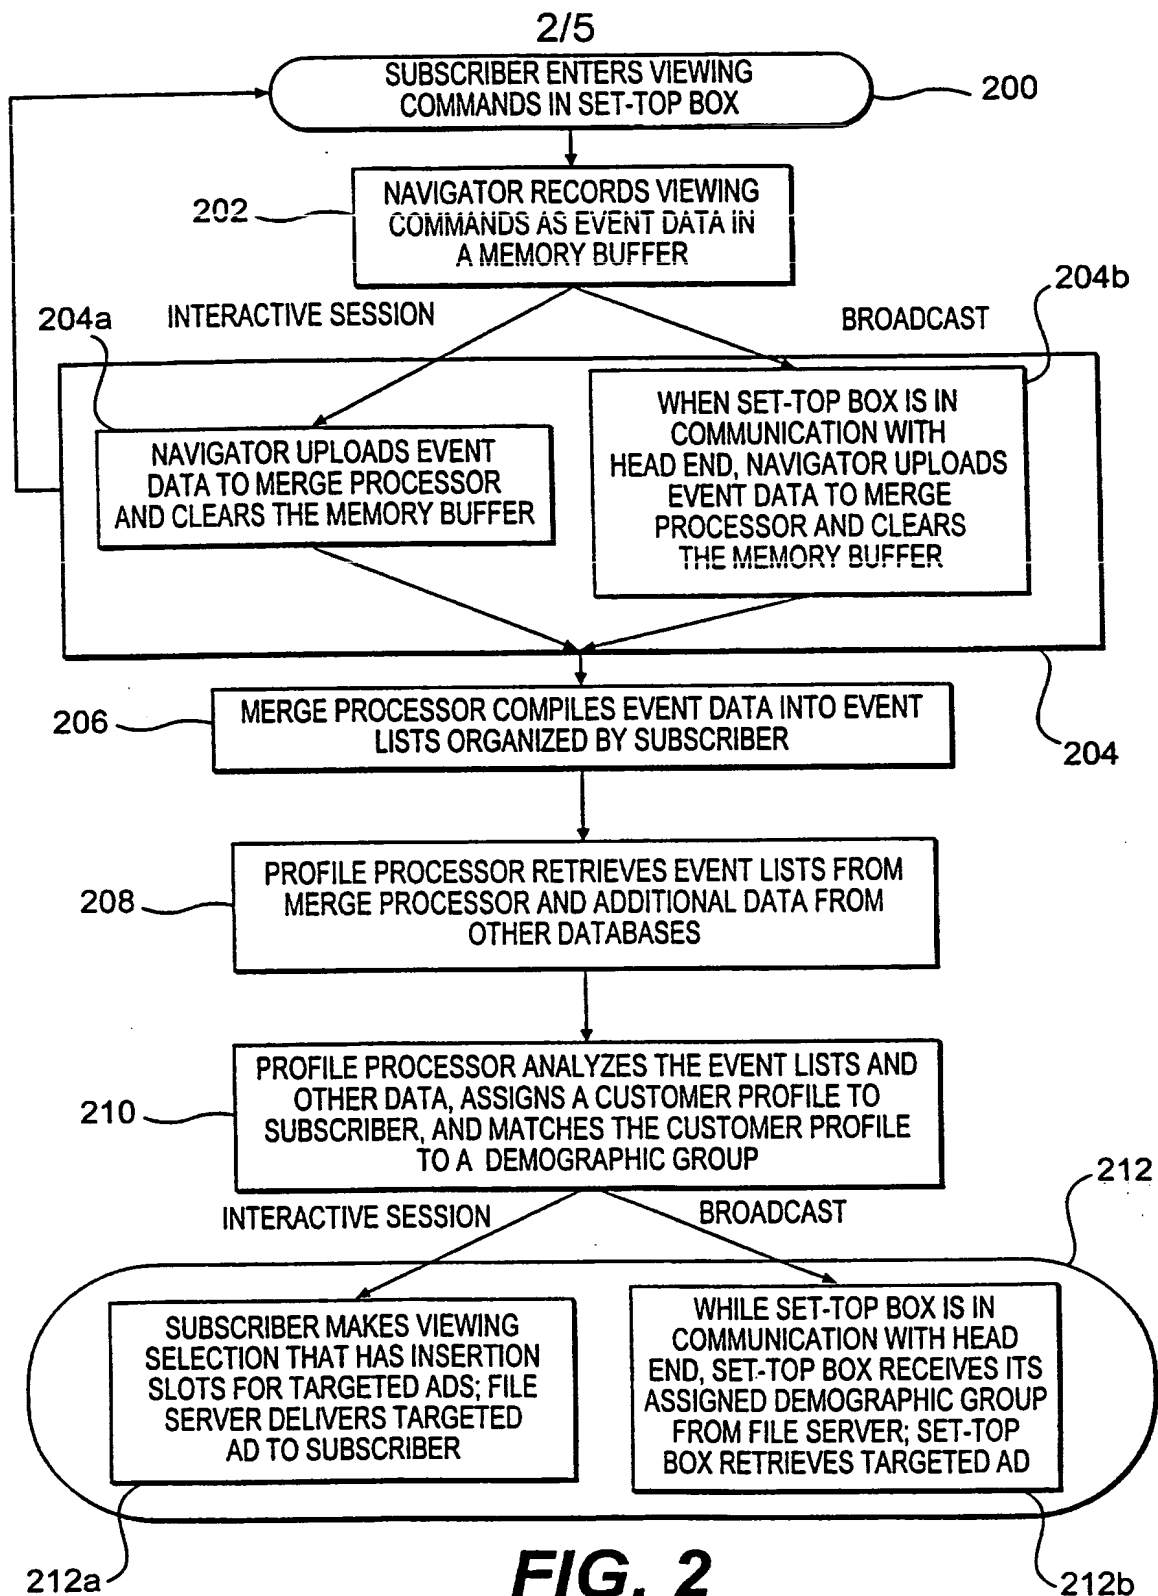 2/5
SUBSCRIBER ENTERS VIEWING
COMMANDS IN SET-TOP BOX
200
NAVIGATOR RECORDS VIEWING
COMMANDS AS EVENT DATA IN
A MEMORY BUFFER
202
INTERACTIVE SESSION
BROADCAST
204a
204b
NAVIGATOR UPLOADS EVENT
DATA TO MERGE PROCESSOR
AND CLEARS THE MEMORY BUFFER
WHEN SET-TOP BOX IS IN
COMMUNICATION WITH
HEAD END, NAVIGATOR UPLOADS
EVENT DATA TO MERGE
PROCESSOR AND CLEARS
THE MEMORY BUFFER
204
206
MERGE PROCESSOR COMPILES EVENT DATA INTO EVENT
LISTS ORGANIZED BY SUBSCRIBER
208
PROFILE PROCESSOR RETRIEVES EVENT LISTS FROM
MERGE PROCESSOR AND ADDITIONAL DATA FROM
OTHER DATABASES
210
PROFILE PROCESSOR ANALYZES THE EVENT LISTS AND
OTHER DATA, ASSIGNS A CUSTOMER PROFILE TO
SUBSCRIBER, AND MATCHES THE CUSTOMER PROFILE
TO A DEMOGRAPHIC GROUP
INTERACTIVE SESSION
BROADCAST
212
SUBSCRIBER MAKES VIEWING
SELECTION THAT HAS INSERTION
SLOTS FOR TARGETED ADS; FILE
SERVER DELIVERS TARGETED
AD TO SUBSCRIBER
WHILE SET-TOP BOX IS IN
COMMUNICATION WITH HEAD
END, SET-TOP BOX RECEIVES ITS
ASSIGNED DEMOGRAPHIC GROUP
FROM FILE SERVER; SET-TOP
BOX RETRIEVES TARGETED AD
212a
212b
FIG. 2